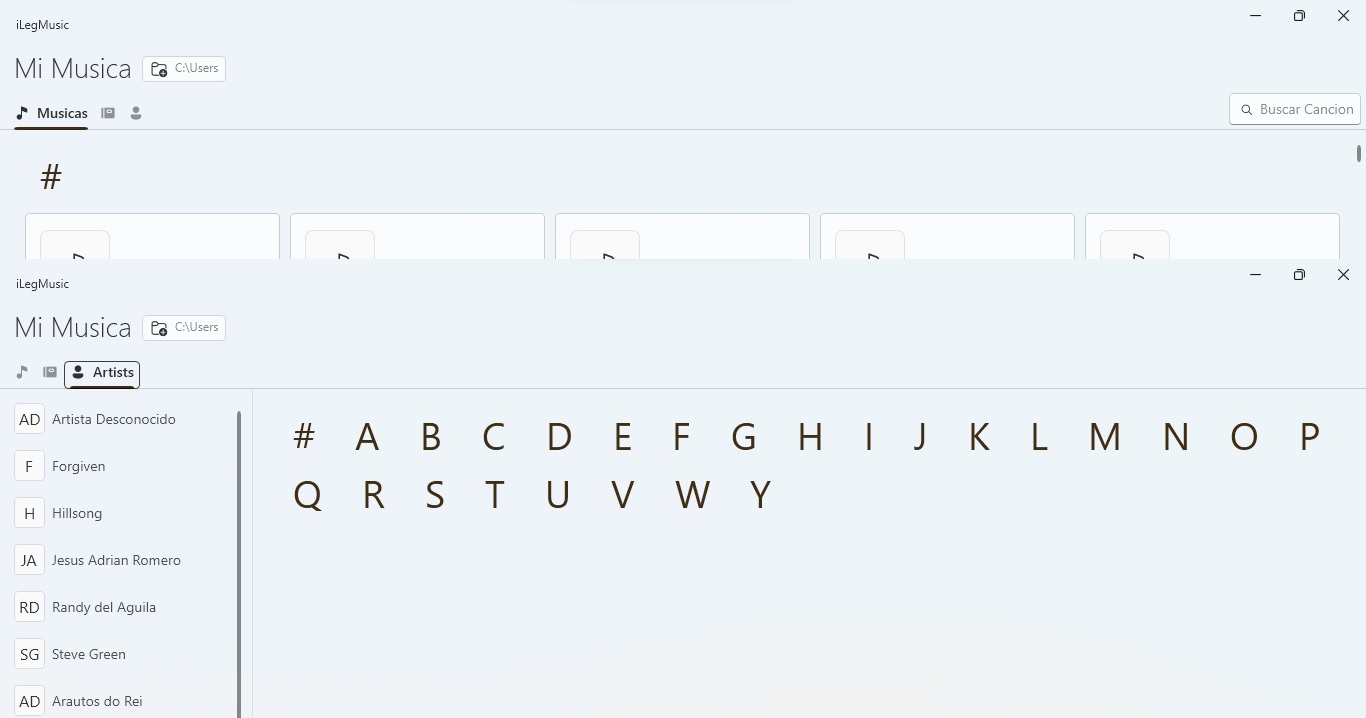 iLegMusic
Mi Musica C:\Users
Musicas
Buscar Cancion
#
iLegMusic
Mi Musica C:\Users
Artists
AD Artista Desconocido
F Forgiven
H Hillsong
JA Jesus Adrian Romero
RD Randy del Aguila
SG Steve Green
AD Arautos do Rei
# A B C D E F G H I J K L M N O P
Q R S T U V W Y